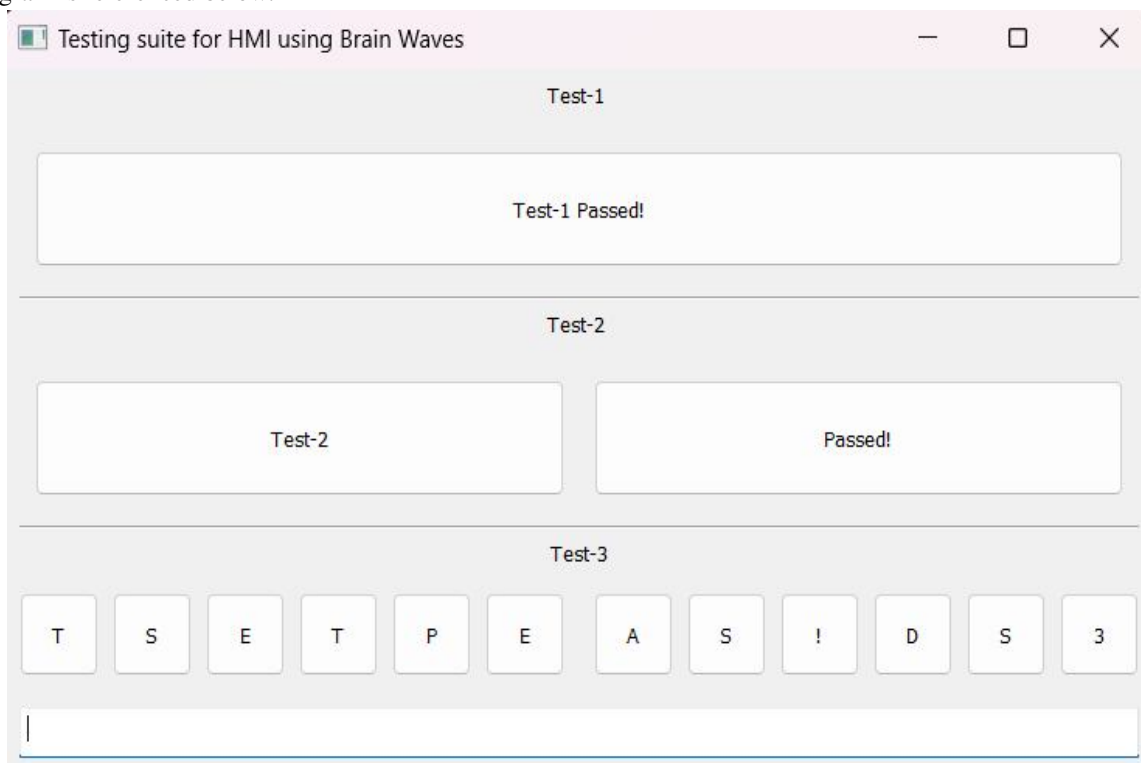 Testing suite for HMI using Brain Waves
Test-1
Test-1 Passed!
Test-2
Test-2 Passed!
Test-3
T S E T P E A S ! D S 3